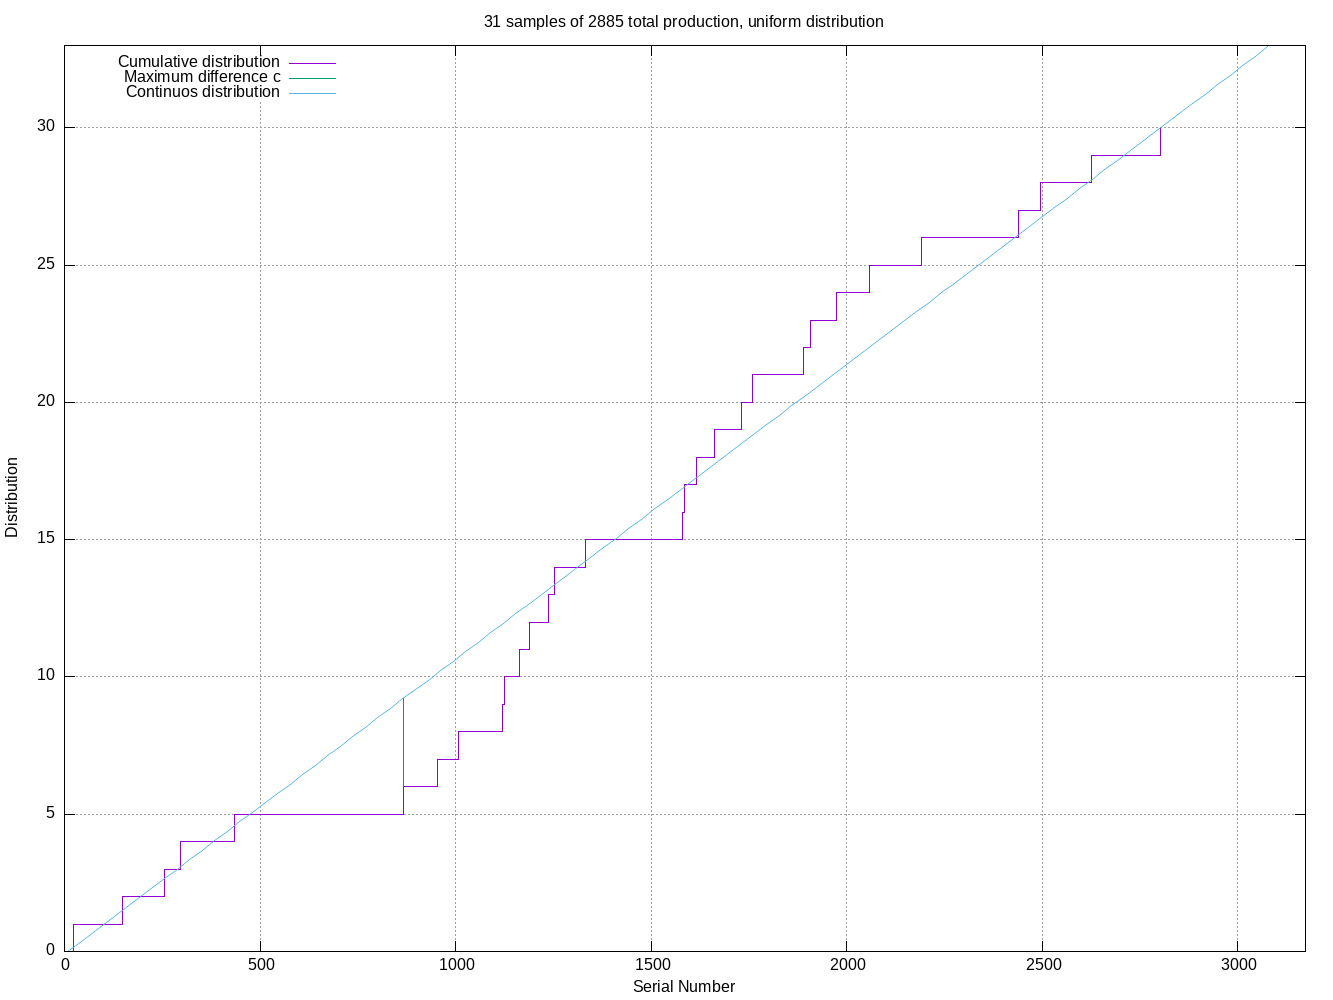 31 samples of 2885 total production, uniform distribution
Cumulative distribution
Maximum difference c
Continuos distribution
30
25
20
15
10
5
0
Distribution
0 500 1000 1500 2000 2500 3000
Serial Number